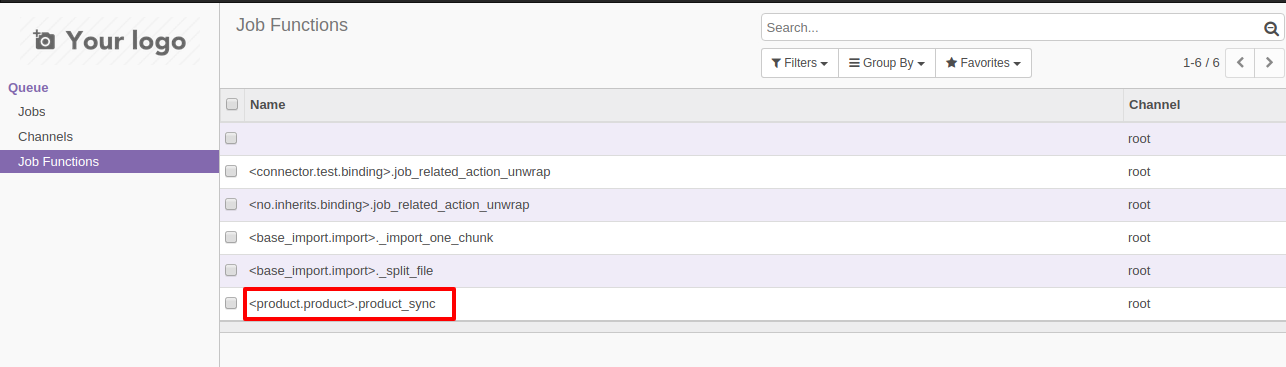 Your logo
Queue
Jobs
Channels
Job Functions
Job Functions
Search...
Filters
Group By
Favorites
1-6 / 6
Name Channel
root
<connector.test.binding>.job_related_action_unwrap root
<no.inherits.binding>.job_related_action_unwrap root
<base_import.import>._import_one_chunk root
<base_import.import>._split_file root
<product.product>.product_sync root